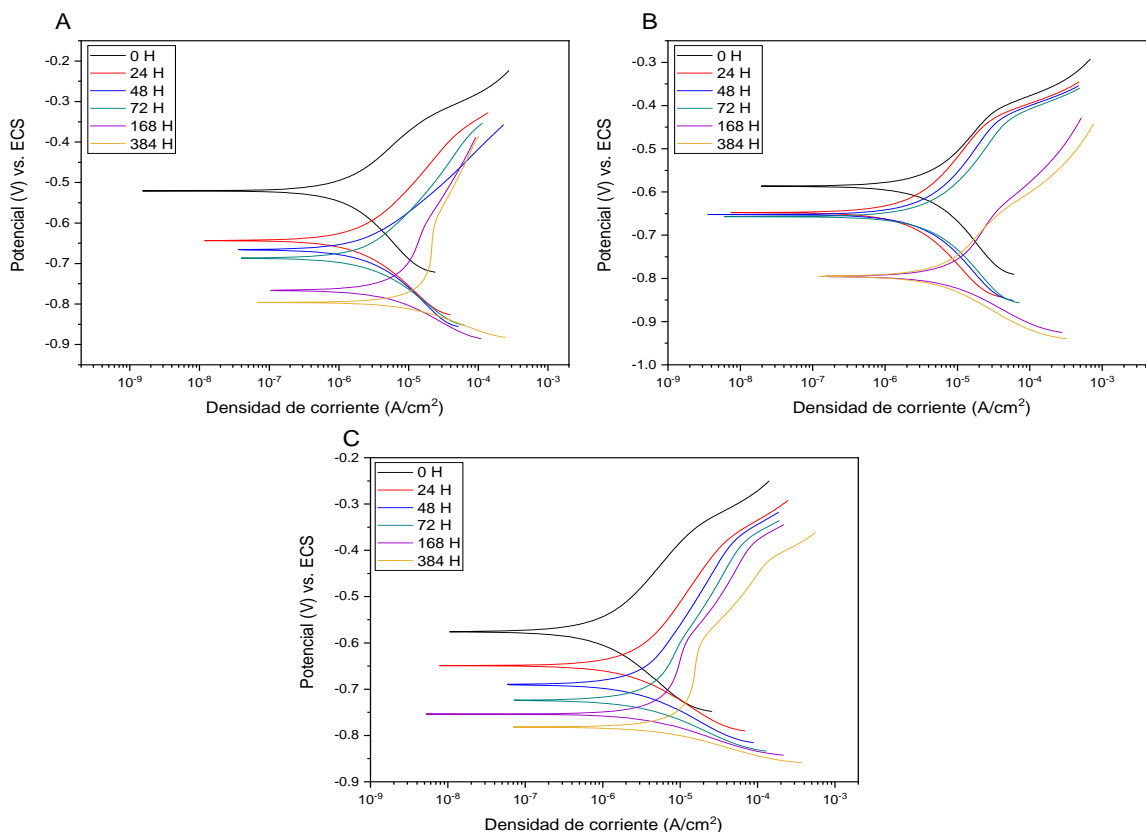 A
0 H
24 H
48 H
72 H
168 H
384 H
-0.2
-0.3
-0.4
-0.5
-0.6
-0.7
-0.8
-0.9
Potencial (V) vs. ECS
10⁻⁹
10⁻⁸
10⁻⁷
10⁻⁶
10⁻⁵
10⁻⁴
10⁻³
Densidad de corriente (A/cm²)
B
0 H
24 H
48 H
72 H
168 H
384 H
-0.3
-0.4
-0.5
-0.6
-0.7
-0.8
-0.9
-1.0
Potencial (V) vs. ECS
10⁻⁹
10⁻⁸
10⁻⁷
10⁻⁶
10⁻⁵
10⁻⁴
10⁻³
Densidad de corriente (A/cm²)
C
0 H
24 H
48 H
72 H
168 H
384 H
-0.2
-0.3
-0.4
-0.5
-0.6
-0.7
-0.8
-0.9
Potencial (V) vs. ECS
10⁻⁹
10⁻⁸
10⁻⁷
10⁻⁶
10⁻⁵
10⁻⁴
10⁻³
10⁻²
Densidad de corriente (A/cm²)